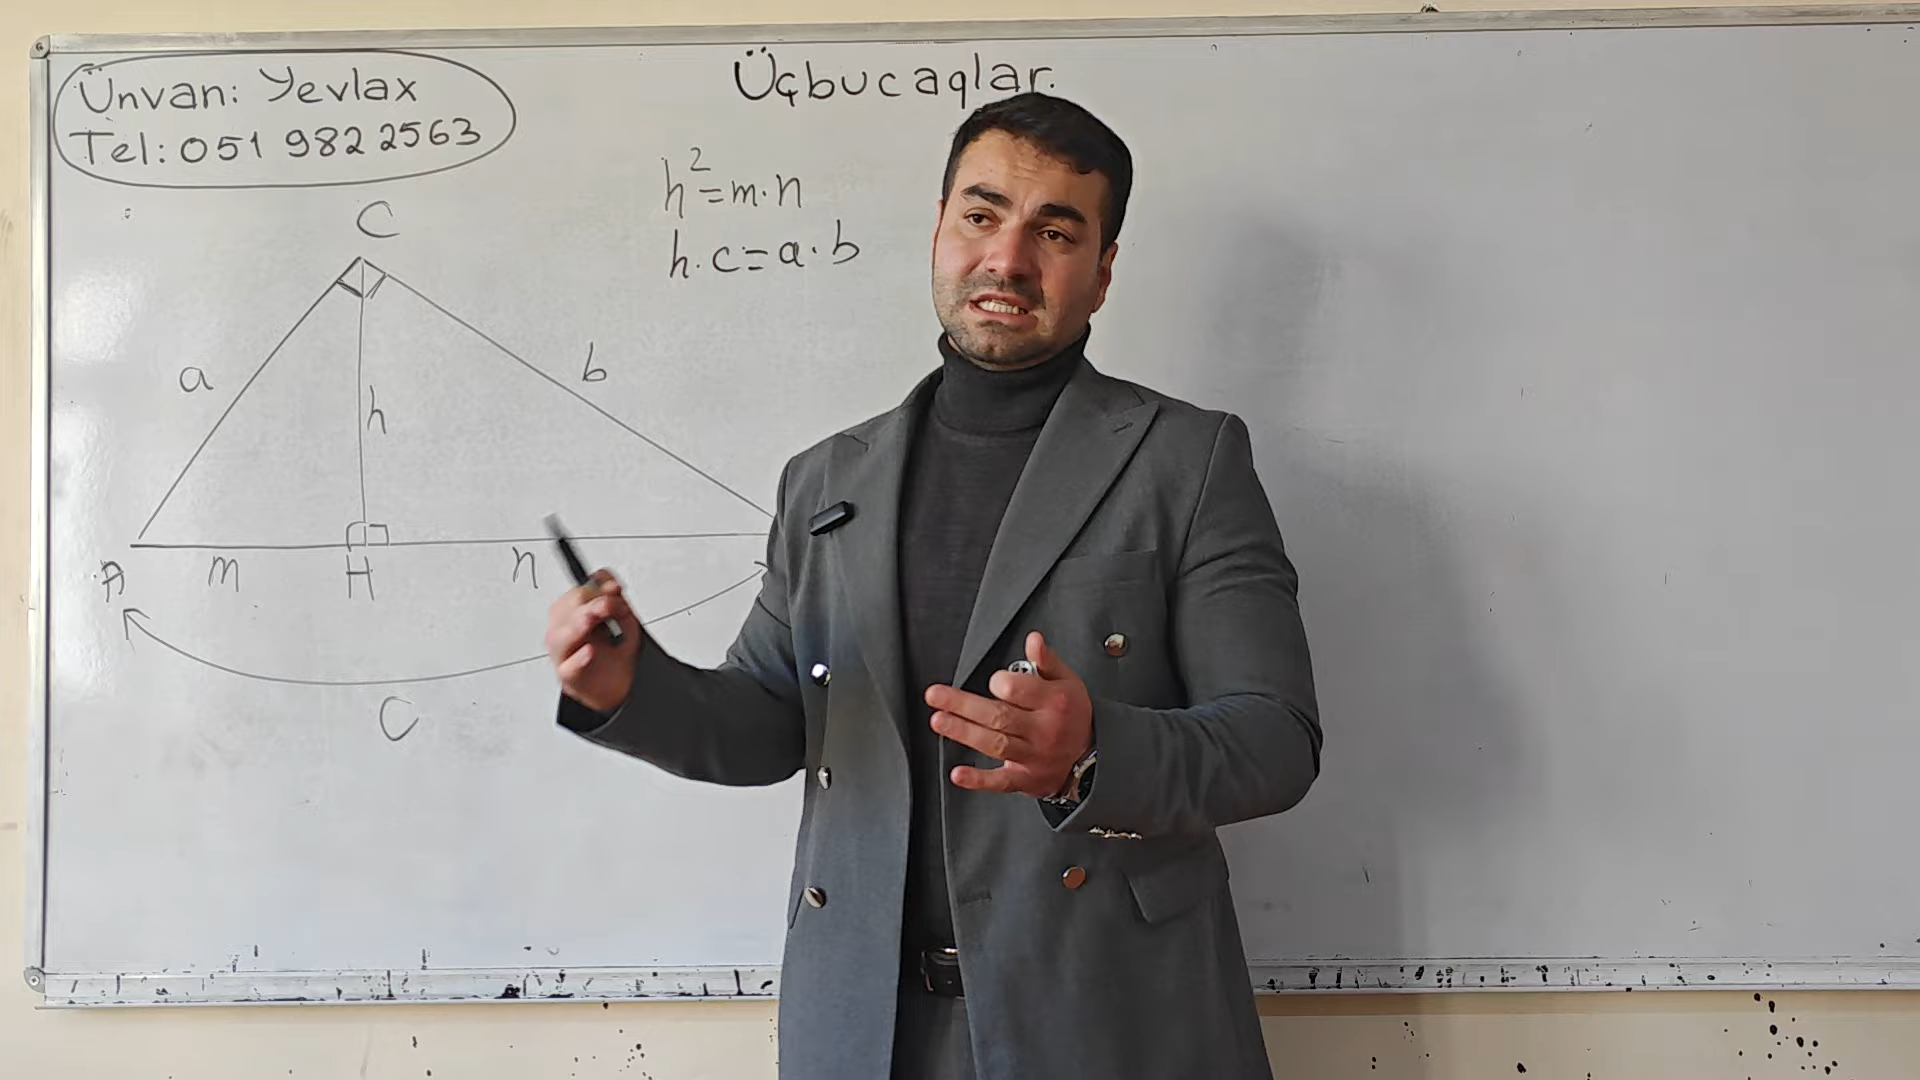 Ünvan: Yevlax
Tel: 051 982 2563
Üçbucaqlar.
h²=m·n
h·c=a·b
C
a
b
h
A
m
H
n
C